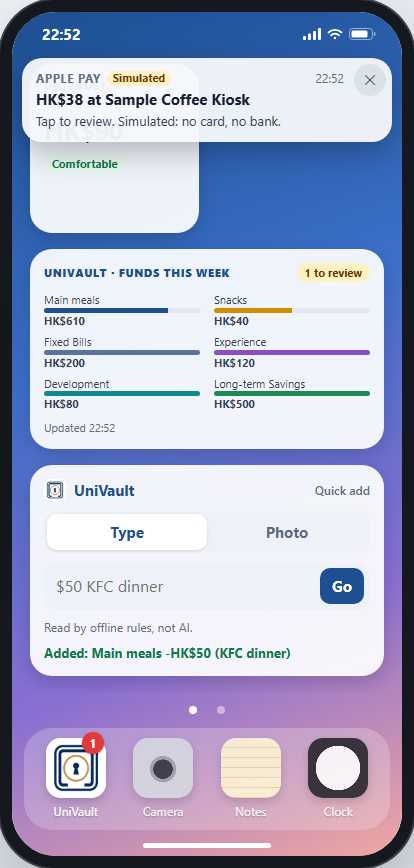 22:52
APPLE PAY Simulated 22:52
HK$38 at Sample Coffee Kiosk
Tap to review. Simulated: no card, no bank.
HK$90
Comfortable
UNIVAULT · FUNDS THIS WEEK 1 to review
Main meals Snacks
HK$610 HK$40
Fixed Bills Experience
HK$200 HK$120
Development Long-term Savings
HK$80 HK$500
Updated 22:52
UniVault Quick add
Type Photo
$50 KFC dinner Go
Read by offline rules, not AI.
Added: Main meals -HK$50 (KFC dinner)
1
UniVault Camera Notes Clock